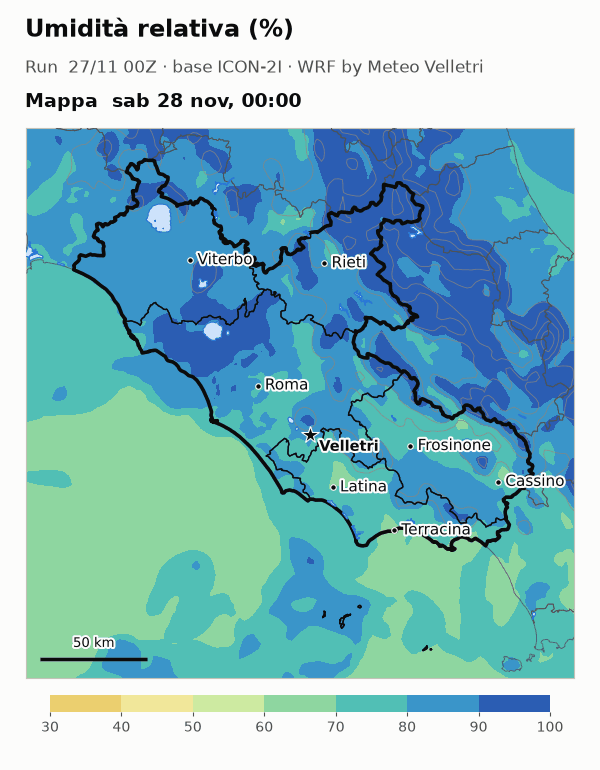 Umidità relativa (%)
Run  27/11 00Z · base ICON-2I · WRF by Meteo Velletri
Mappa  sab 28 nov, 00:00
Viterbo
Rieti
Roma
Velletri
Frosinone
Cassino
Latina
Terracina
50 km
30 40 50 60 70 80 90 100